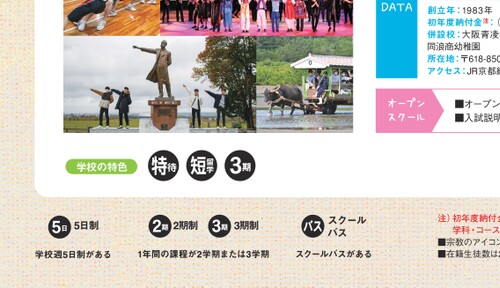 DATA
創立年：1983年
初年度納付金注：（
併設校：大阪青凌
同浪商幼稚園
所在地：〒618-850
アクセス：JR京都
オープン
スクール
■オープン
■入試説明
学校の特色
特待
短留学
3期
5日 5日制
2期 2期制
3期 3期制
バス スクール
バス
学校週5日制がある
1年間の課程が2学期または3学期
スクールバスがある
注）初年度納付金
学科・コース
■宗教のアイコン
■在籍生徒数は